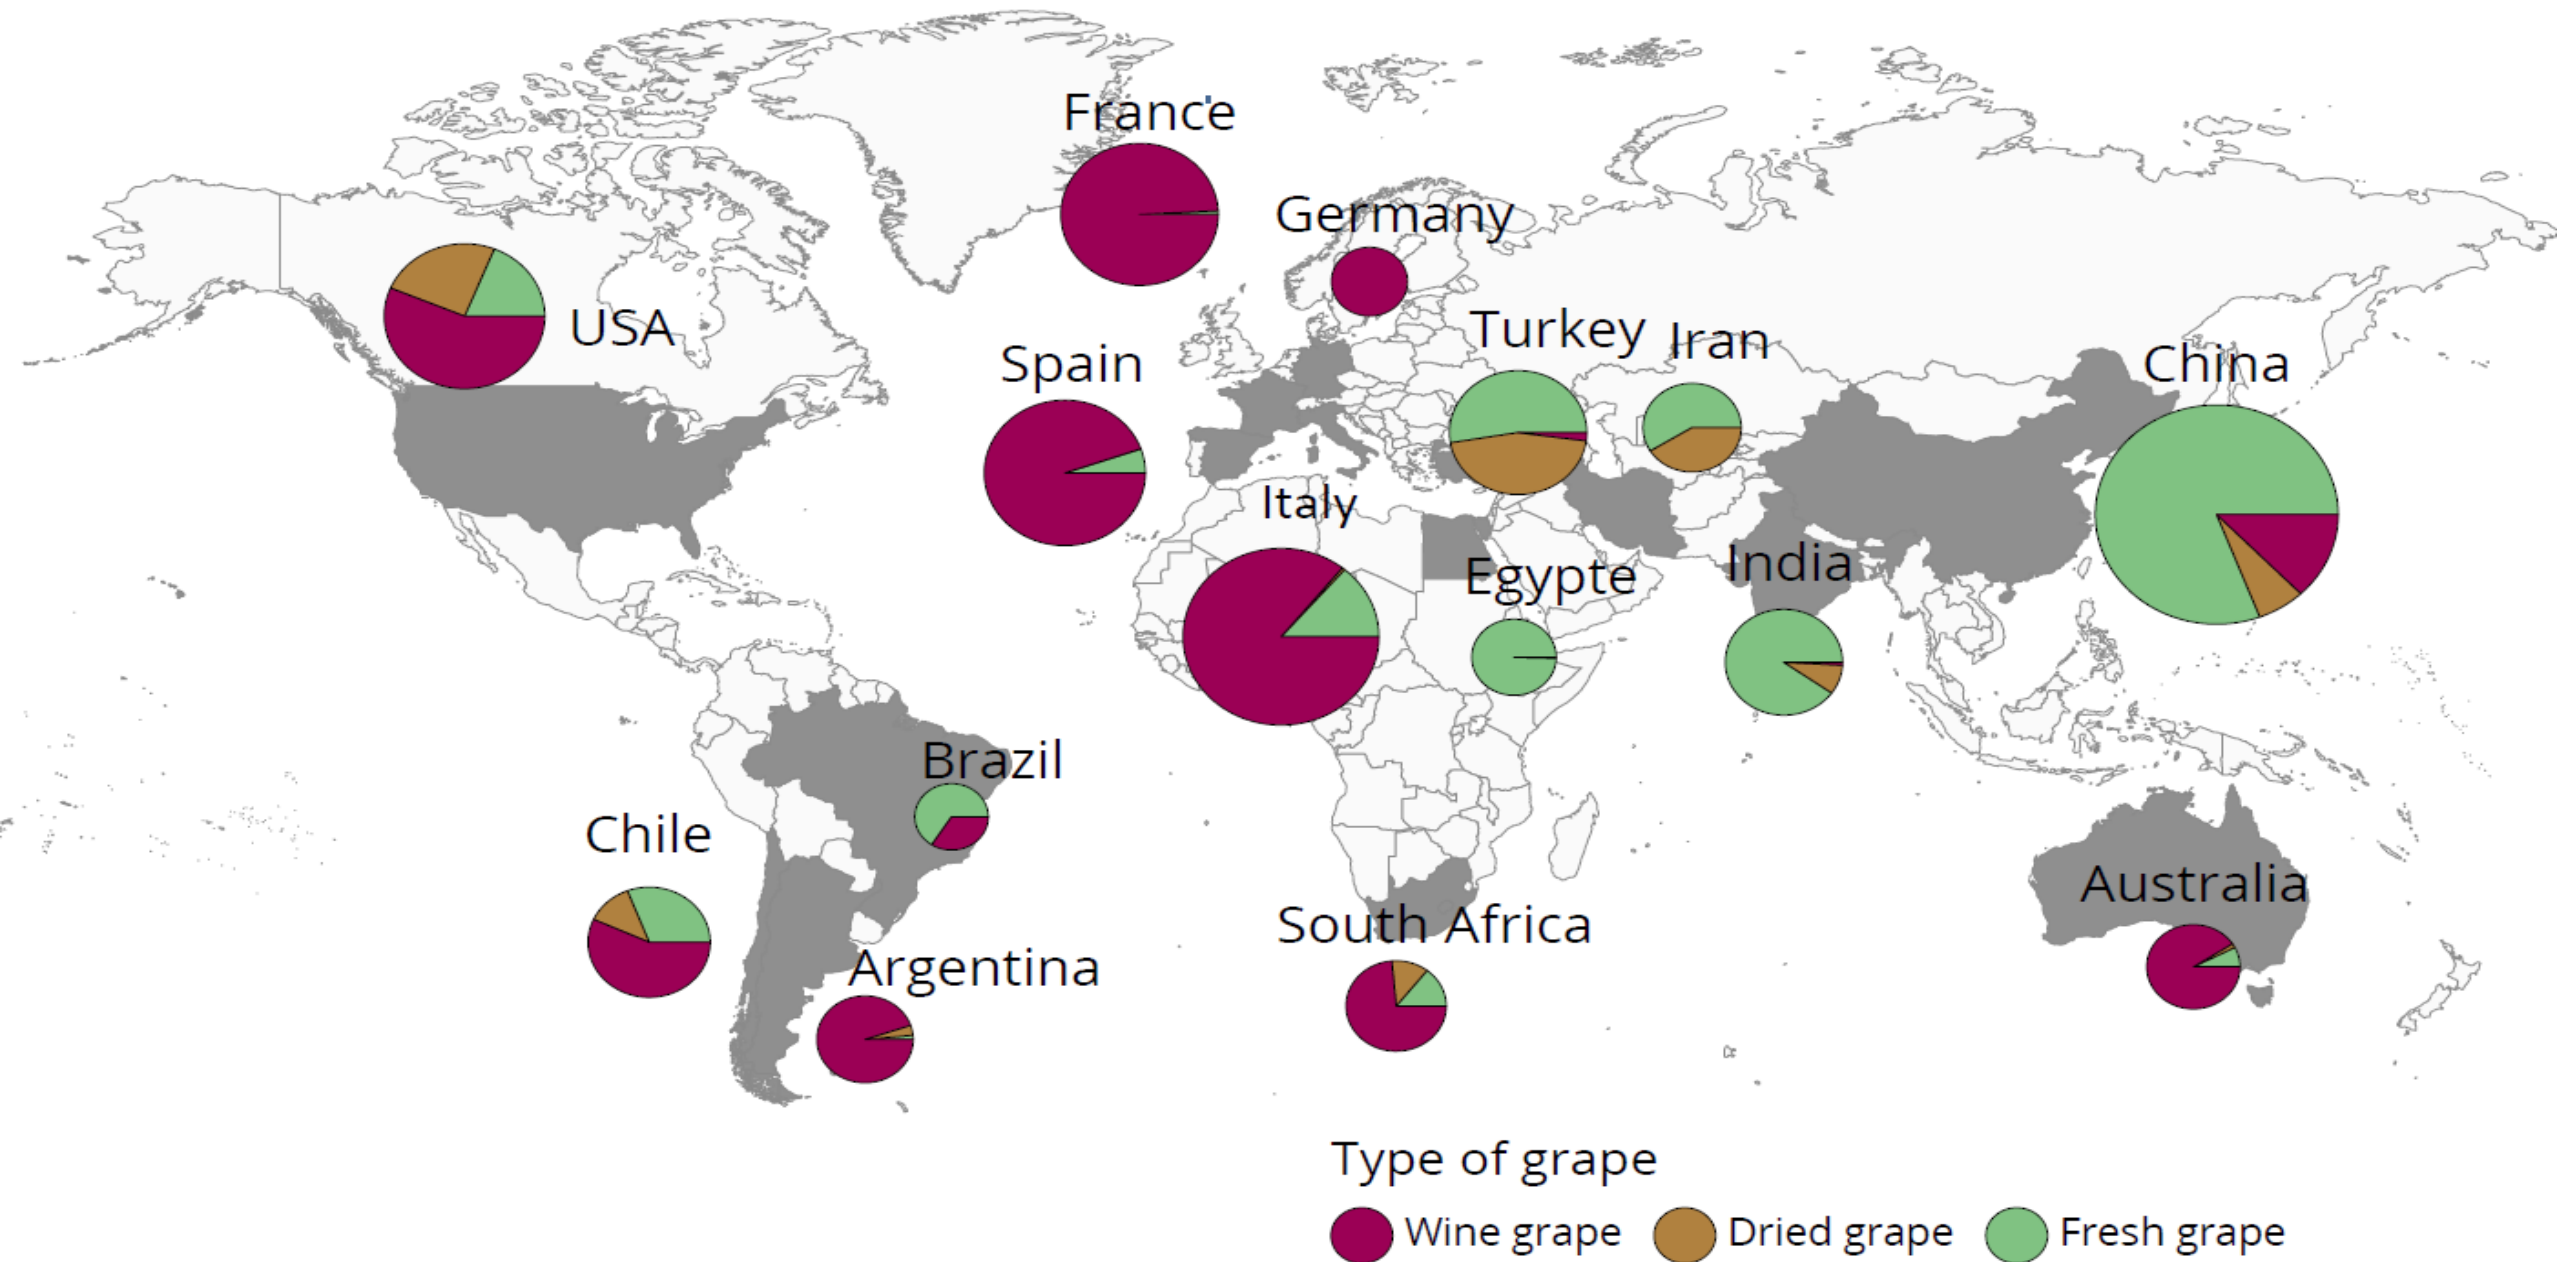 France
Germany
USA
Turkey
Iran
Spain
China
Italy
Egypte
India
Brazil
Chile
Australia
South Africa
Argentina
Type of grape
Wine grape
Dried grape
Fresh grape